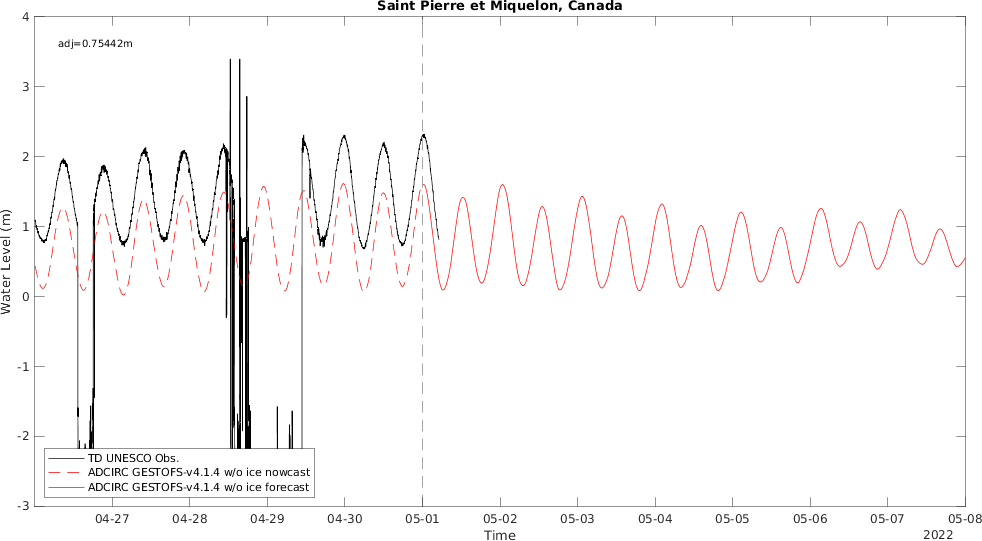 Saint Pierre et Miquelon, Canada
adj=0.75442m
4
3
2
1
0
-1
-2
-3
Water Level (m)
TD UNESCO Obs.
ADCIRC GESTOFS-v4.1.4 w/o ice nowcast
ADCIRC GESTOFS-v4.1.4 w/o ice forecast
04-27 04-28 04-29 04-30 05-01 05-02 05-03 05-04 05-05 05-06 05-07 05-08
Time
2022